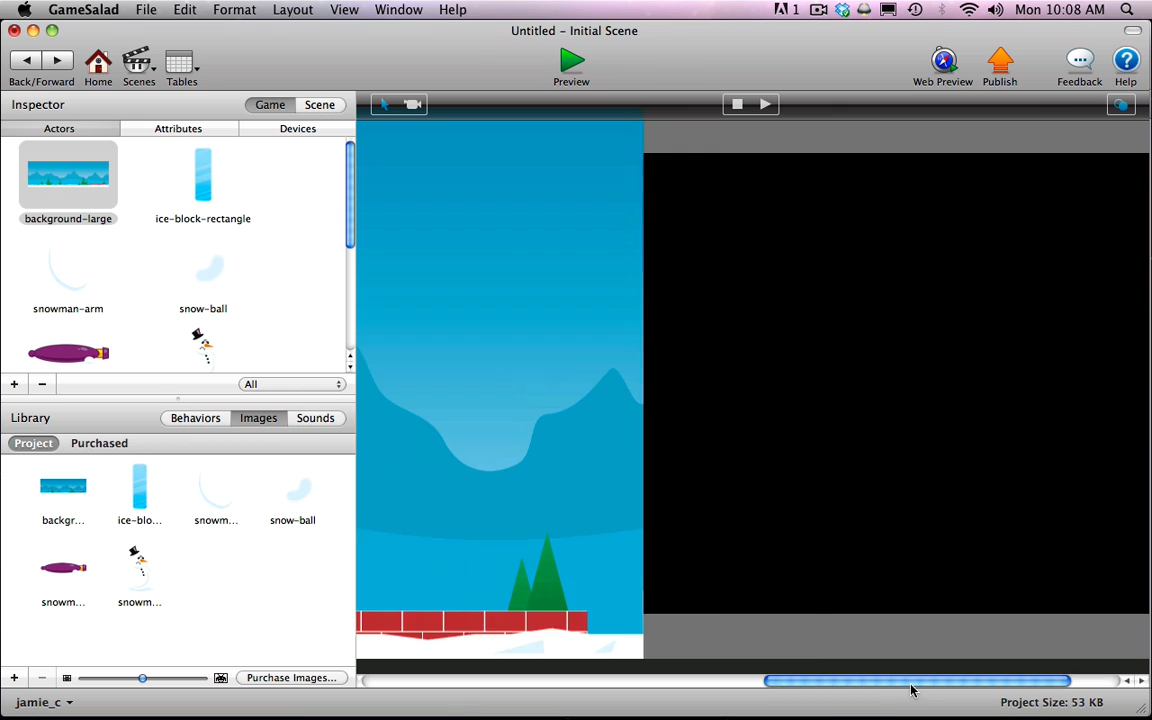 GameSalad File Edit Format Layout View Window Help 1 Mon 10:08 AM
Untitled – Initial Scene
Back/Forward Home Scenes Tables Preview Web Preview Publish Feedback Help
Inspector Game Scene
Actors Attributes Devices
background-large ice-block-rectangle
snowman-arm snow-ball
+ − All
Library Behaviors Images Sounds
Project Purchased
backgr... ice-blo... snowm... snow-ball
snowm... snowm...
+ − Purchase Images...
jamie_c Project Size: 53 KB